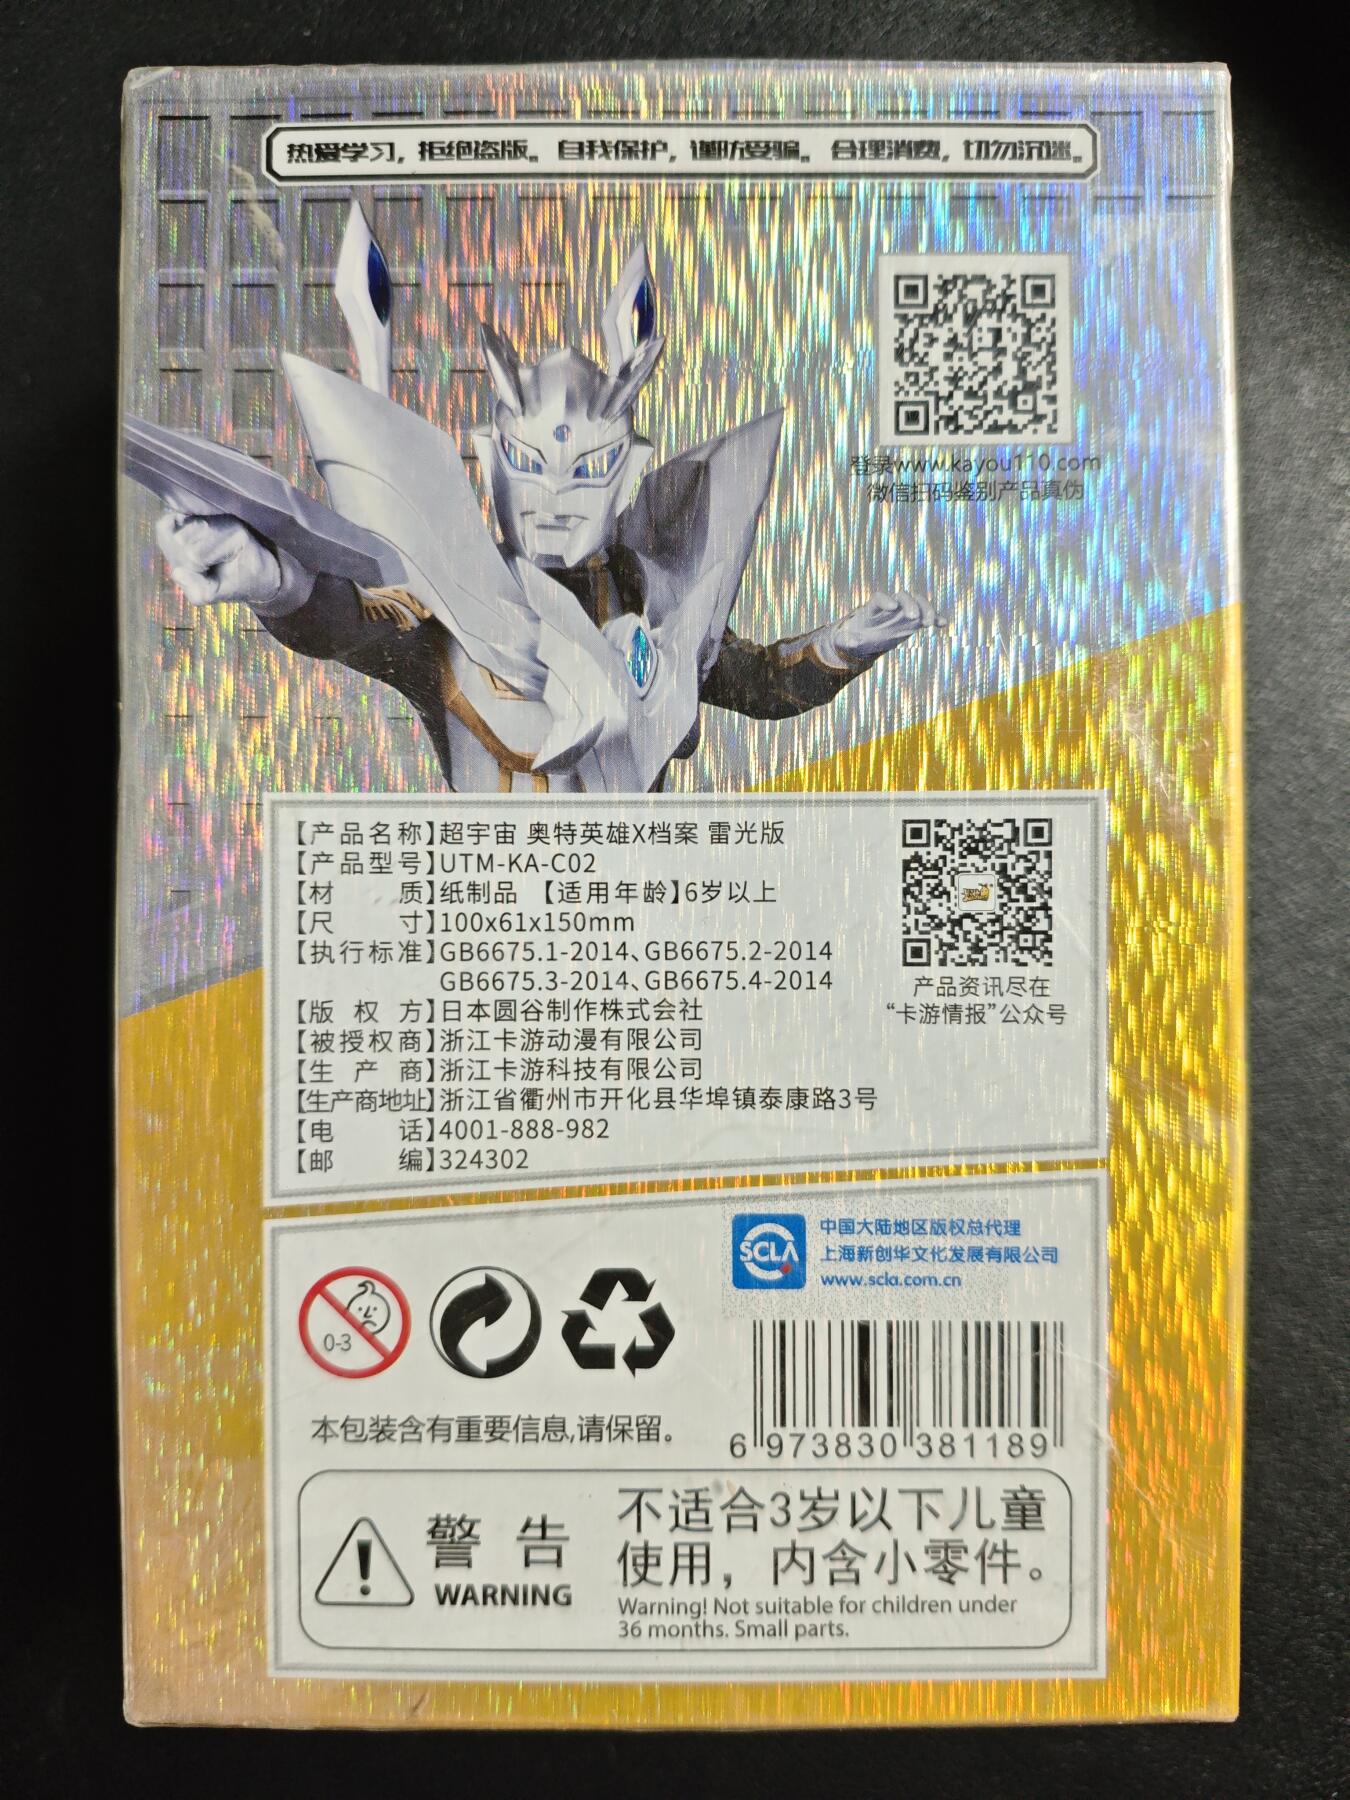 热爱学习，拒绝盗版。自我保护，谨防受骗。合理消费，切勿沉迷。
登录www.kayou110.com
微信扫码鉴别产品真伪
【产品名称】超宇宙 奥特英雄X档案 雷光版
【产品型号】UTM-KA-C02
【材 质】纸制品 【适用年龄】6岁以上
【尺 寸】100x61x150mm
【执行标准】GB6675.1-2014、GB6675.2-2014
GB6675.3-2014、GB6675.4-2014
【版 权 方】日本圆谷制作株式会社
【被授权商】浙江卡游动漫有限公司
【生 产 商】浙江卡游科技有限公司
【生产商地址】浙江省衢州市开化县华埠镇泰康路3号
【电 话】4001-888-982
【邮 编】324302
产品资讯尽在
“卡游情报”公众号
SCLA
中国大陆地区版权总代理
上海新创华文化发展有限公司
www.scla.com.cn
0-3
本包装含有重要信息,请保留。
6 973830 381189
警 告
WARNING
不适合3岁以下儿童
使用，内含小零件。
Warning! Not suitable for children under
36 months. Small parts.